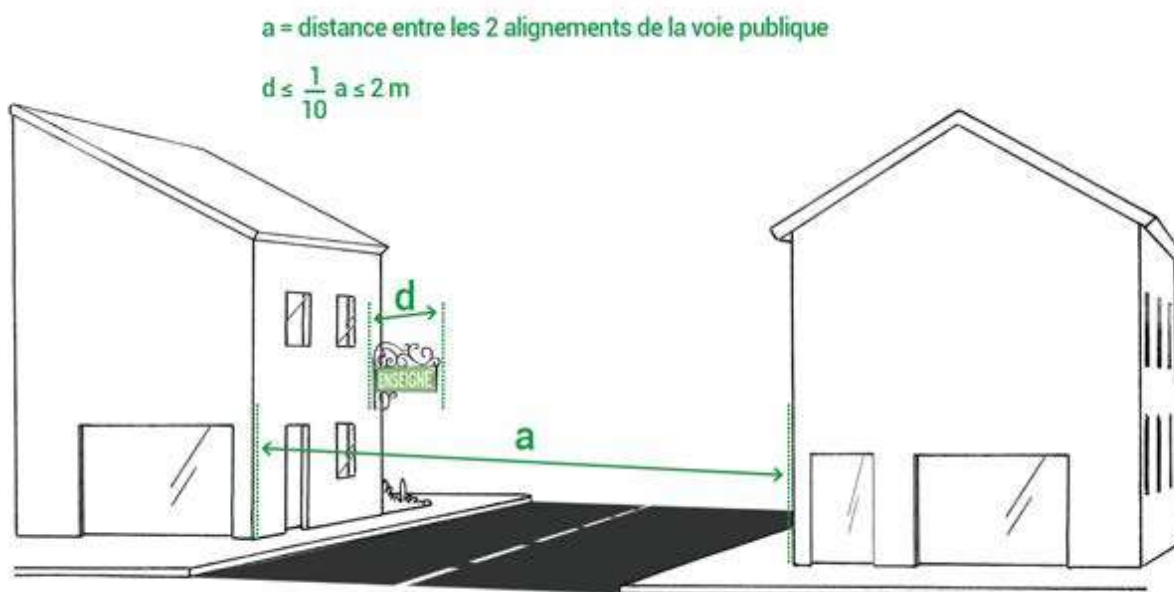 a = distance entre les 2 alignements de la voie publique
d ≤ 1/10 a ≤ 2 m
d
ENSEIGNE
a